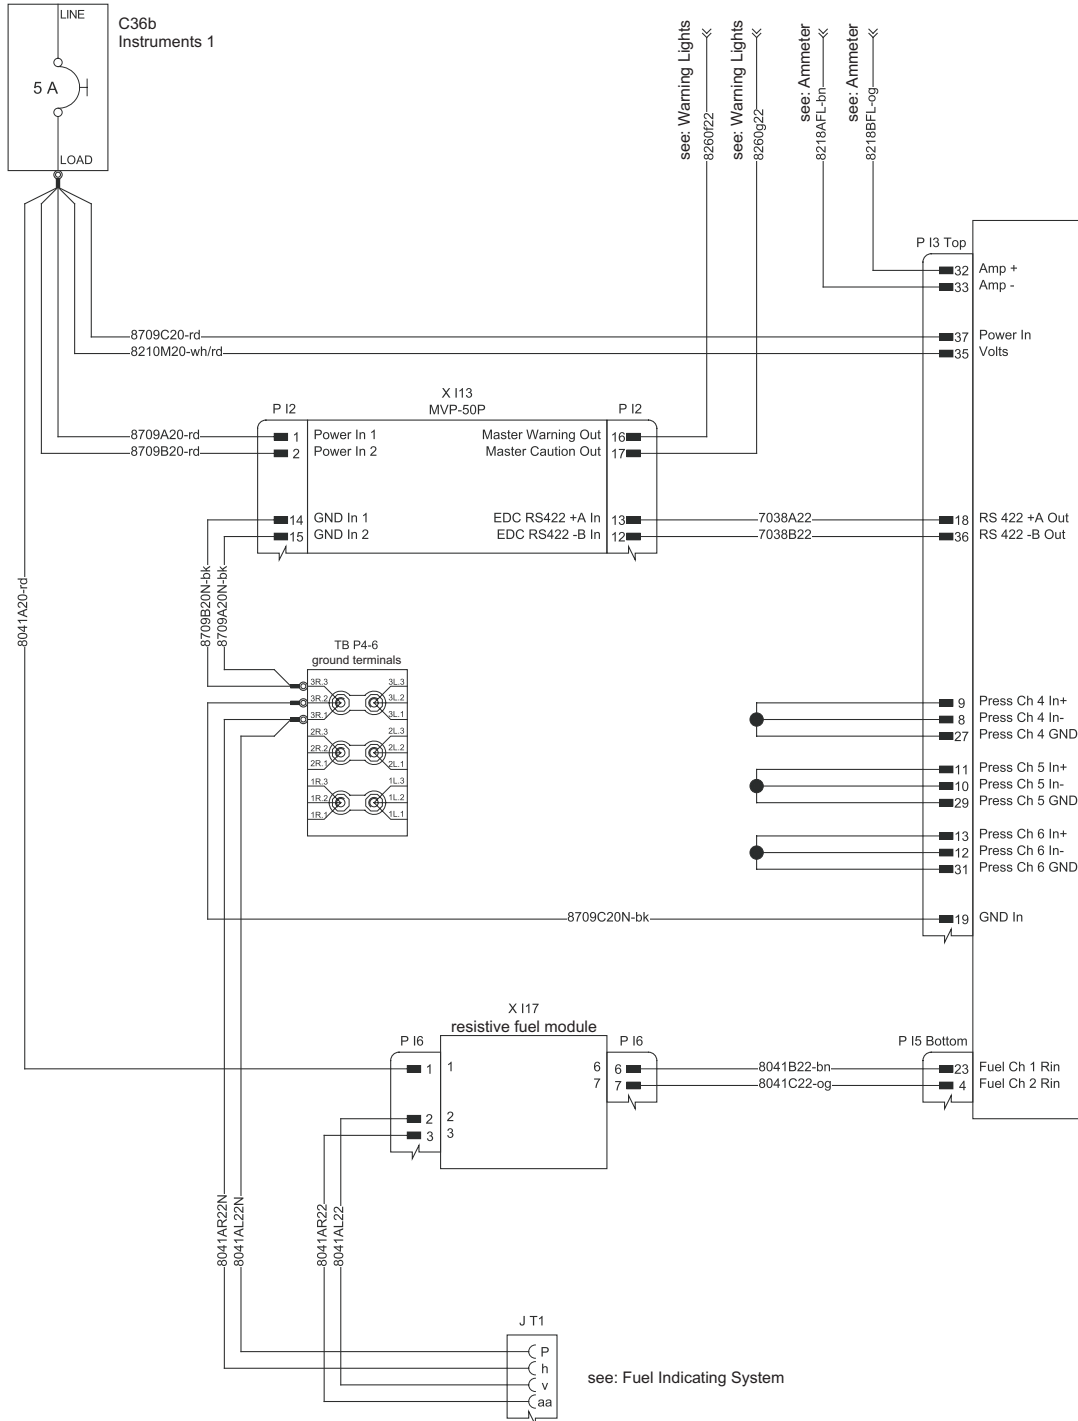 LINE
5 A
LOAD
C36b
Instruments 1
see: Warning Lights
8260f22
see: Warning Lights
8260g22
see: Ammeter
8218AFL-bn
see: Ammeter
8218BFL-og
P I3 Top
32 Amp +
33 Amp -
8709C20-rd
37 Power In
8210M20-wh/rd
35 Volts
X I13
MVP-50P
P I2
P I2
8709A20-rd
1 Power In 1
Master Warning Out 16
8709B20-rd
2 Power In 2
Master Caution Out 17
14 GND In 1
EDC RS422 +A In 13
7038A22
18 RS 422 +A Out
15 GND In 2
EDC RS422 -B In 12
7038B22
36 RS 422 -B Out
8041A20-rd
8709B20N-bk
8709A20N-bk
TB P4-6
ground terminals
3R.3 3L.3
3R.2 3L.2
3R.1 3L.1
2R.3 2L.3
2R.2 2L.2
2R.1 2L.1
1R.3 1L.3
1R.2 1L.2
1R.1 1L.1
9 Press Ch 4 In+
8 Press Ch 4 In-
27 Press Ch 4 GND
11 Press Ch 5 In+
10 Press Ch 5 In-
29 Press Ch 5 GND
13 Press Ch 6 In+
12 Press Ch 6 In-
31 Press Ch 6 GND
8709C20N-bk
19 GND In
X I17
resistive fuel module
P I6
P I6
P I5 Bottom
1 1
6 6
8041B22-bn
23 Fuel Ch 1 Rin
7 7
8041C22-og
4 Fuel Ch 2 Rin
2 2
3 3
8041AR22N
8041AL22N
8041AR22
8041AL22
J T1
P
h
v
aa
see: Fuel Indicating System